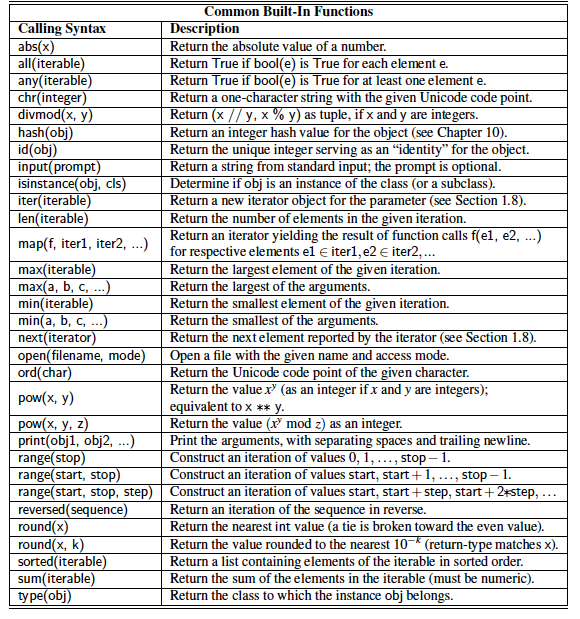 Common Built-In Functions
Calling Syntax Description
abs(x) Return the absolute value of a number.
all(iterable) Return True if bool(e) is True for each element e.
any(iterable) Return True if bool(e) is True for at least one element e.
chr(integer) Return a one-character string with the given Unicode code point.
divmod(x, y) Return (x // y, x % y) as tuple, if x and y are integers.
hash(obj) Return an integer hash value for the object (see Chapter 10).
id(obj) Return the unique integer serving as an “identity” for the object.
input(prompt) Return a string from standard input; the prompt is optional.
isinstance(obj, cls) Determine if obj is an instance of the class (or a subclass).
iter(iterable) Return a new iterator object for the parameter (see Section 1.8).
len(iterable) Return the number of elements in the given iteration.
map(f, iter1, iter2, ...) Return an iterator yielding the result of function calls f(e1, e2, ...)
for respective elements e1 ∈ iter1, e2 ∈ iter2, ...
max(iterable) Return the largest element of the given iteration.
max(a, b, c, ...) Return the largest of the arguments.
min(iterable) Return the smallest element of the given iteration.
min(a, b, c, ...) Return the smallest of the arguments.
next(iterator) Return the next element reported by the iterator (see Section 1.8).
open(filename, mode) Open a file with the given name and access mode.
ord(char) Return the Unicode code point of the given character.
pow(x, y) Return the value xʸ (as an integer if x and y are integers);
equivalent to x ** y.
pow(x, y, z) Return the value (xʸ mod z) as an integer.
print(obj1, obj2, ...) Print the arguments, with separating spaces and trailing newline.
range(stop) Construct an iteration of values 0, 1, ..., stop − 1.
range(start, stop) Construct an iteration of values start, start + 1, ..., stop − 1.
range(start, stop, step) Construct an iteration of values start, start + step, start + 2*step, ...
reversed(sequence) Return an iteration of the sequence in reverse.
round(x) Return the nearest int value (a tie is broken toward the even value).
round(x, k) Return the value rounded to the nearest 10⁻ᵏ (return-type matches x).
sorted(iterable) Return a list containing elements of the iterable in sorted order.
sum(iterable) Return the sum of the elements in the iterable (must be numeric).
type(obj) Return the class to which the instance obj belongs.